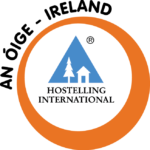 AN ÓIGE - IRELAND
®
HOSTELLING
INTERNATIONAL